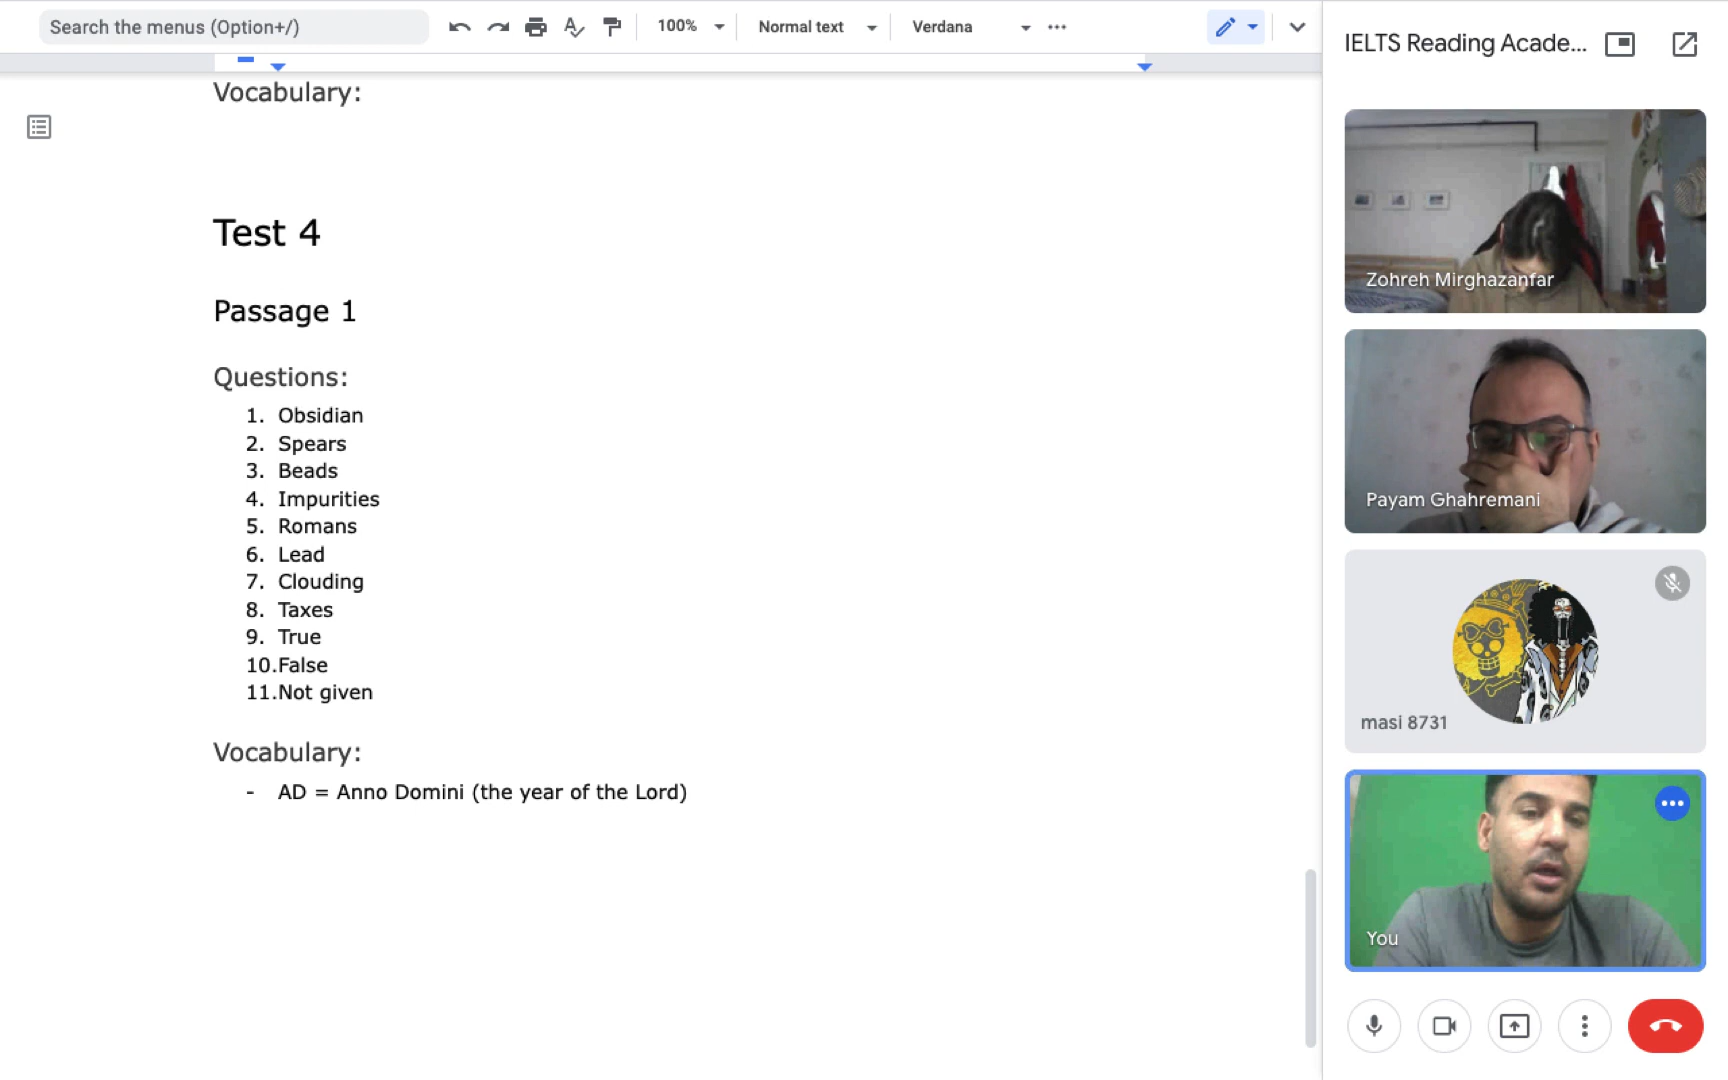 Search the menus (Option+/)
100%
Normal text
Verdana
IELTS Reading Acade...
Vocabulary:
Test 4
Passage 1
Questions:
1. Obsidian
2. Spears
3. Beads
4. Impurities
5. Romans
6. Lead
7. Clouding
8. Taxes
9. True
10.False
11.Not given
Vocabulary:
- AD = Anno Domini (the year of the Lord)
Zohreh Mirghazanfar
Payam Ghahremani
masi 8731
You